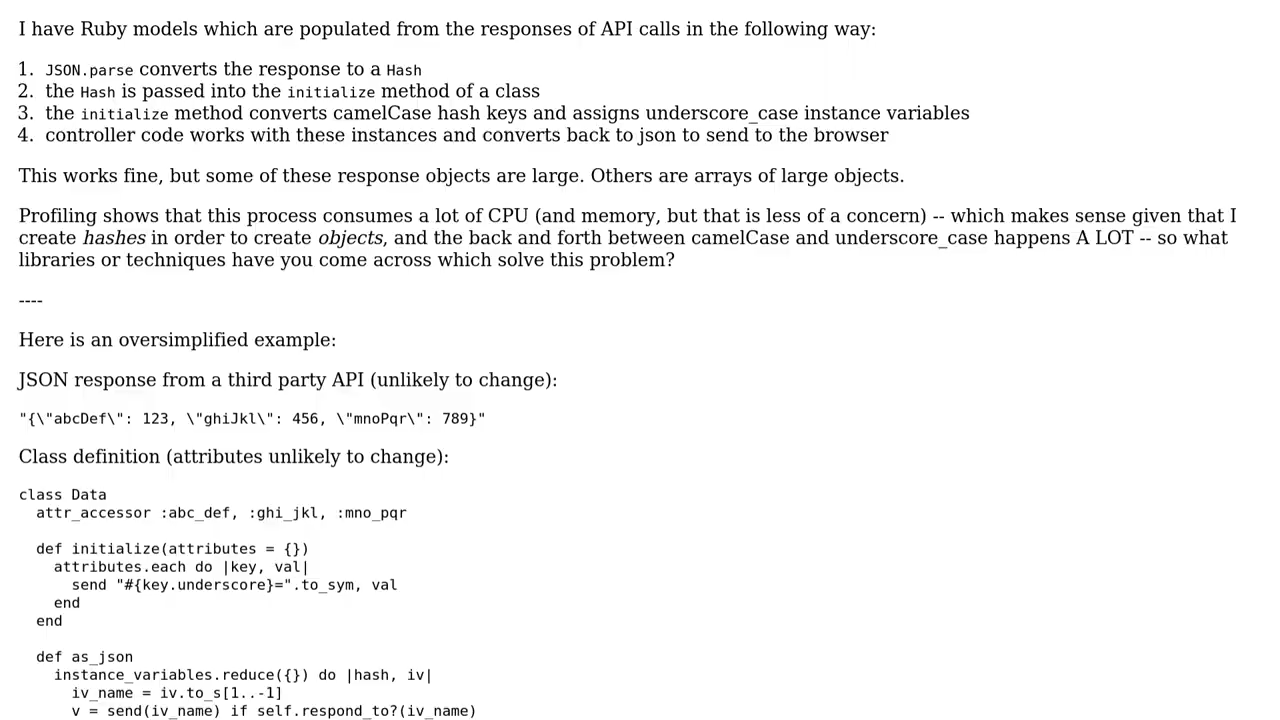 I have Ruby models which are populated from the responses of API calls in the following way:
1. JSON.parse converts the response to a Hash
2. the Hash is passed into the initialize method of a class
3. the initialize method converts camelCase hash keys and assigns underscore_case instance variables
4. controller code works with these instances and converts back to json to send to the browser
This works fine, but some of these response objects are large. Others are arrays of large objects.
Profiling shows that this process consumes a lot of CPU (and memory, but that is less of a concern) -- which makes sense given that I
create hashes in order to create objects, and the back and forth between camelCase and underscore_case happens A LOT -- so what
libraries or techniques have you come across which solve this problem?
----
Here is an oversimplified example:
JSON response from a third party API (unlikely to change):
"{\"abcDef\": 123, \"ghiJkl\": 456, \"mnoPqr\": 789}"
Class definition (attributes unlikely to change):
class Data
  attr_accessor :abc_def, :ghi_jkl, :mno_pqr
  def initialize(attributes = {})
    attributes.each do |key, val|
      send "#{key.underscore}=".to_sym, val
    end
  end
  def as_json
    instance_variables.reduce({}) do |hash, iv|
      iv_name = iv.to_s[1..-1]
      v = send(iv_name) if self.respond_to?(iv_name)